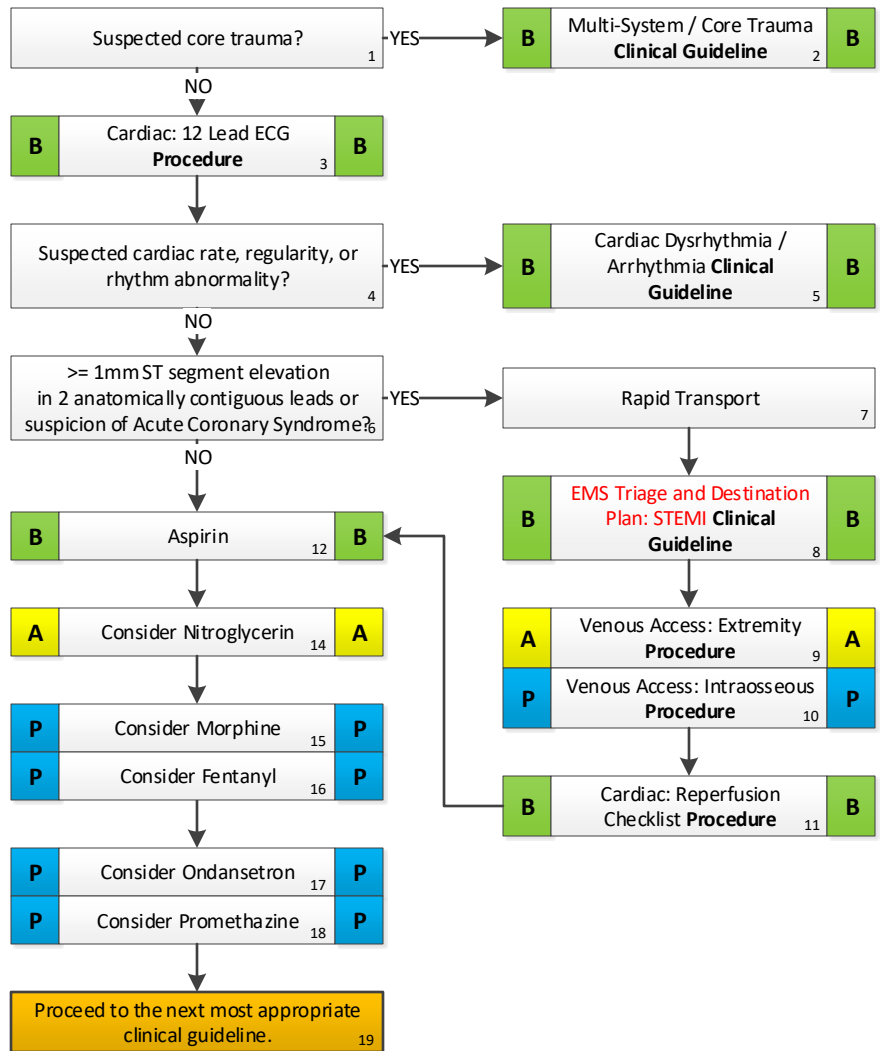 Suspected core trauma?
1
YES
B
Multi-System / Core Trauma
Clinical Guideline
2
B
NO
B
Cardiac: 12 Lead ECG
Procedure
3
B
Suspected cardiac rate, regularity, or
rhythm abnormality?
4
YES
B
Cardiac Dysrhythmia /
Arrhythmia Clinical
Guideline
5
B
NO
>= 1mm ST segment elevation
in 2 anatomically contiguous leads or
suspicion of Acute Coronary Syndrome?
6
YES
Rapid Transport
7
NO
B
EMS Triage and Destination
Plan: STEMI Clinical
Guideline
8
B
B
Aspirin
12
B
A
Venous Access: Extremity
Procedure
9
A
P
Venous Access: Intraosseous
Procedure
10
P
B
Cardiac: Reperfusion
Checklist Procedure
11
B
A
Consider Nitroglycerin
14
A
P
Consider Morphine
15
P
P
Consider Fentanyl
16
P
P
Consider Ondansetron
17
P
P
Consider Promethazine
18
P
Proceed to the next most appropriate
clinical guideline.
19